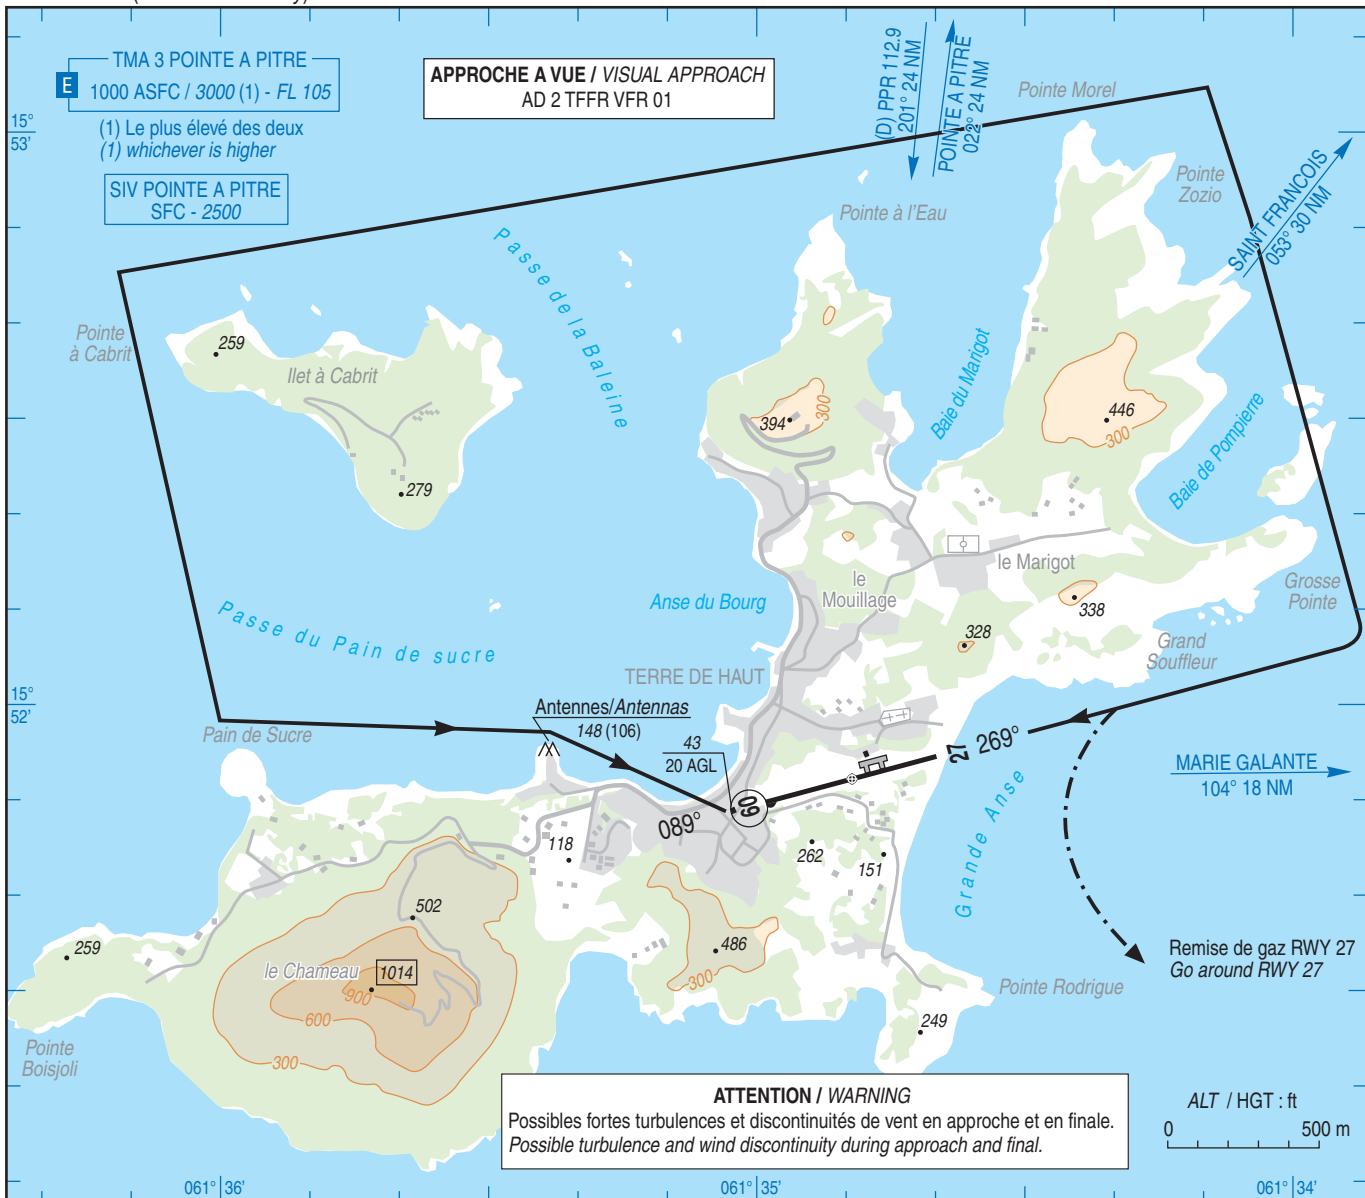 TMA 3 POINTE A PITRE
E
1000 ASFC / 3000 (1) - FL 105
(1) Le plus élevé des deux
(1) whichever is higher
SIV POINTE A PITRE
SFC - 2500
APPROCHE A VUE / VISUAL APPROACH
AD 2 TFFR VFR 01
(D) PPR 112.9
201° 24 NM
POINTE A PITRE
022° 24 NM
Pointe Morel
Pointe
Zozio
SAINT FRANCOIS
053° 30 NM
15°
53'
Pointe à l'Eau
Passe de la Baleine
Pointe
à Cabrit
259
Ilet à Cabrit
279
394
300
Baie du Marigot
446
300
Baie de Pompierre
le Marigot
le
Mouillage
Anse du Bourg
338
328
Grosse
Pointe
Grand
Souffleur
Passe du Pain de sucre
TERRE DE HAUT
15°
52'
Pain de Sucre
Antennes/Antennas
148 (106)
43
20 AGL
27 269°
MARIE GALANTE
104° 18 NM
09
089°
118
262
151
Grande Anse
502
486
300
259
le Chameau
1014
900
600
300
Remise de gaz RWY 27
Go around RWY 27
Pointe Rodrigue
249
Pointe
Boisjoli
ATTENTION / WARNING
Possibles fortes turbulences et discontinuités de vent en approche et en finale.
Possible turbulence and wind discontinuity during approach and final.
ALT / HGT : ft
0 500 m
061° 36'
061° 35'
061° 34'